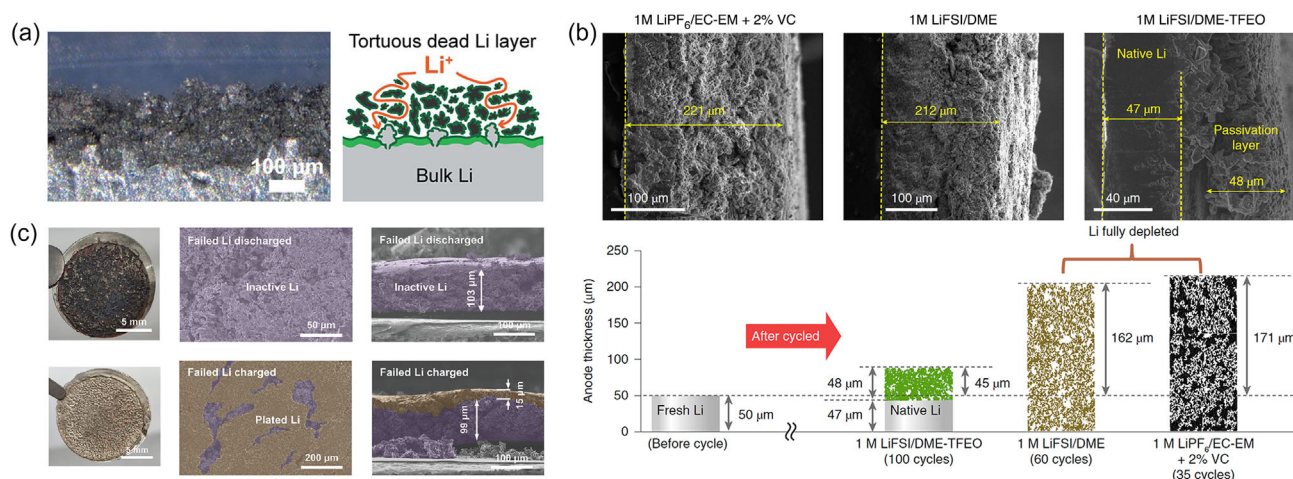 (a)
100 μm
Tortuous dead Li layer
Li⁺
Bulk Li
(b)
1M LiPF₆/EC-EM + 2% VC
1M LiFSI/DME
1M LiFSI/DME-TFEO
221 μm
100 μm
212 μm
100 μm
Native Li
47 μm
Passivation
layer
48 μm
40 μm
Li fully depleted
Anode thickness (μm)
250
200
150
100
50
0
After cycled
Fresh Li
50 μm
(Before cycle)
48 μm
47 μm
45 μm
Native Li
1 M LiFSI/DME-TFEO
(100 cycles)
162 μm
1 M LiFSI/DME
(60 cycles)
171 μm
1 M LiPF₆/EC-EM
+ 2% VC
(35 cycles)
(c)
5 mm
Failed Li discharged
Inactive Li
50 μm
Failed Li discharged
Inactive Li
103 μm
100 μm
5 mm
Failed Li charged
Plated Li
200 μm
Failed Li charged
15 μm
99 μm
100 μm